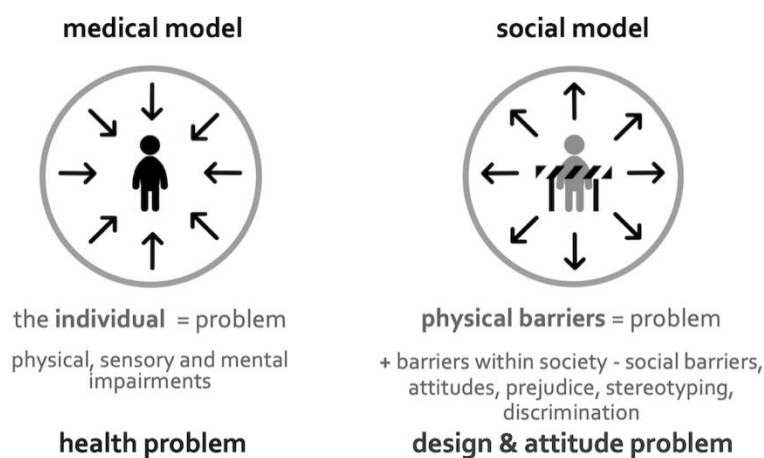 medical model
the individual = problem
physical, sensory and mental
impairments
health problem
social model
physical barriers = problem
+ barriers within society - social barriers,
attitudes, prejudice, stereotyping,
discrimination
design & attitude problem